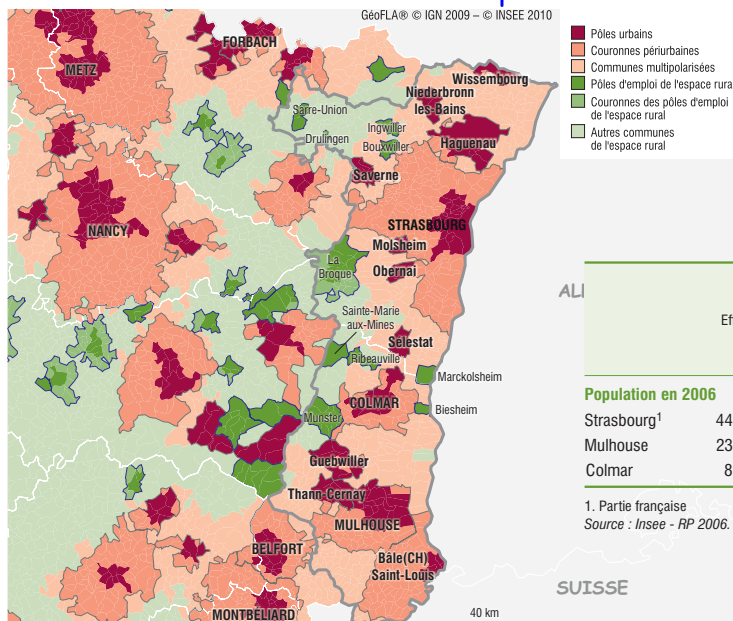 GéoFLA® © IGN 2009 – © INSEE 2010
Pôles urbains
Couronnes périurbaines
Communes multipolarisées
Pôles d'emploi de l'espace rura
Couronnes des pôles d'emploi
de l'espace rural
Autres communes
de l'espace rural
FORBACH
METZ
Wissembourg
Niederbronn
les-Bains
Sarre-Union
Drulingen
Ingwiller
Bouxwiller
Haguenau
Saverne
NANCY
STRASBOURG
Molsheim
La
Broque
Obernai
Sainte-Marie
aux-Mines
Sélestat
Ribeauville
Marckolsheim
COLMAR
Biesheim
Munster
Guebwiller
Thann-Cernay
MULHOUSE
BELFORT
Bâle(CH)
Saint-Louis
MONTBÉLIARD
40 km
SUISSE
ALL
Ef
Population en 2006
Strasbourg¹ 44
Mulhouse 23
Colmar 8
1. Partie française
Source : Insee - RP 2006.